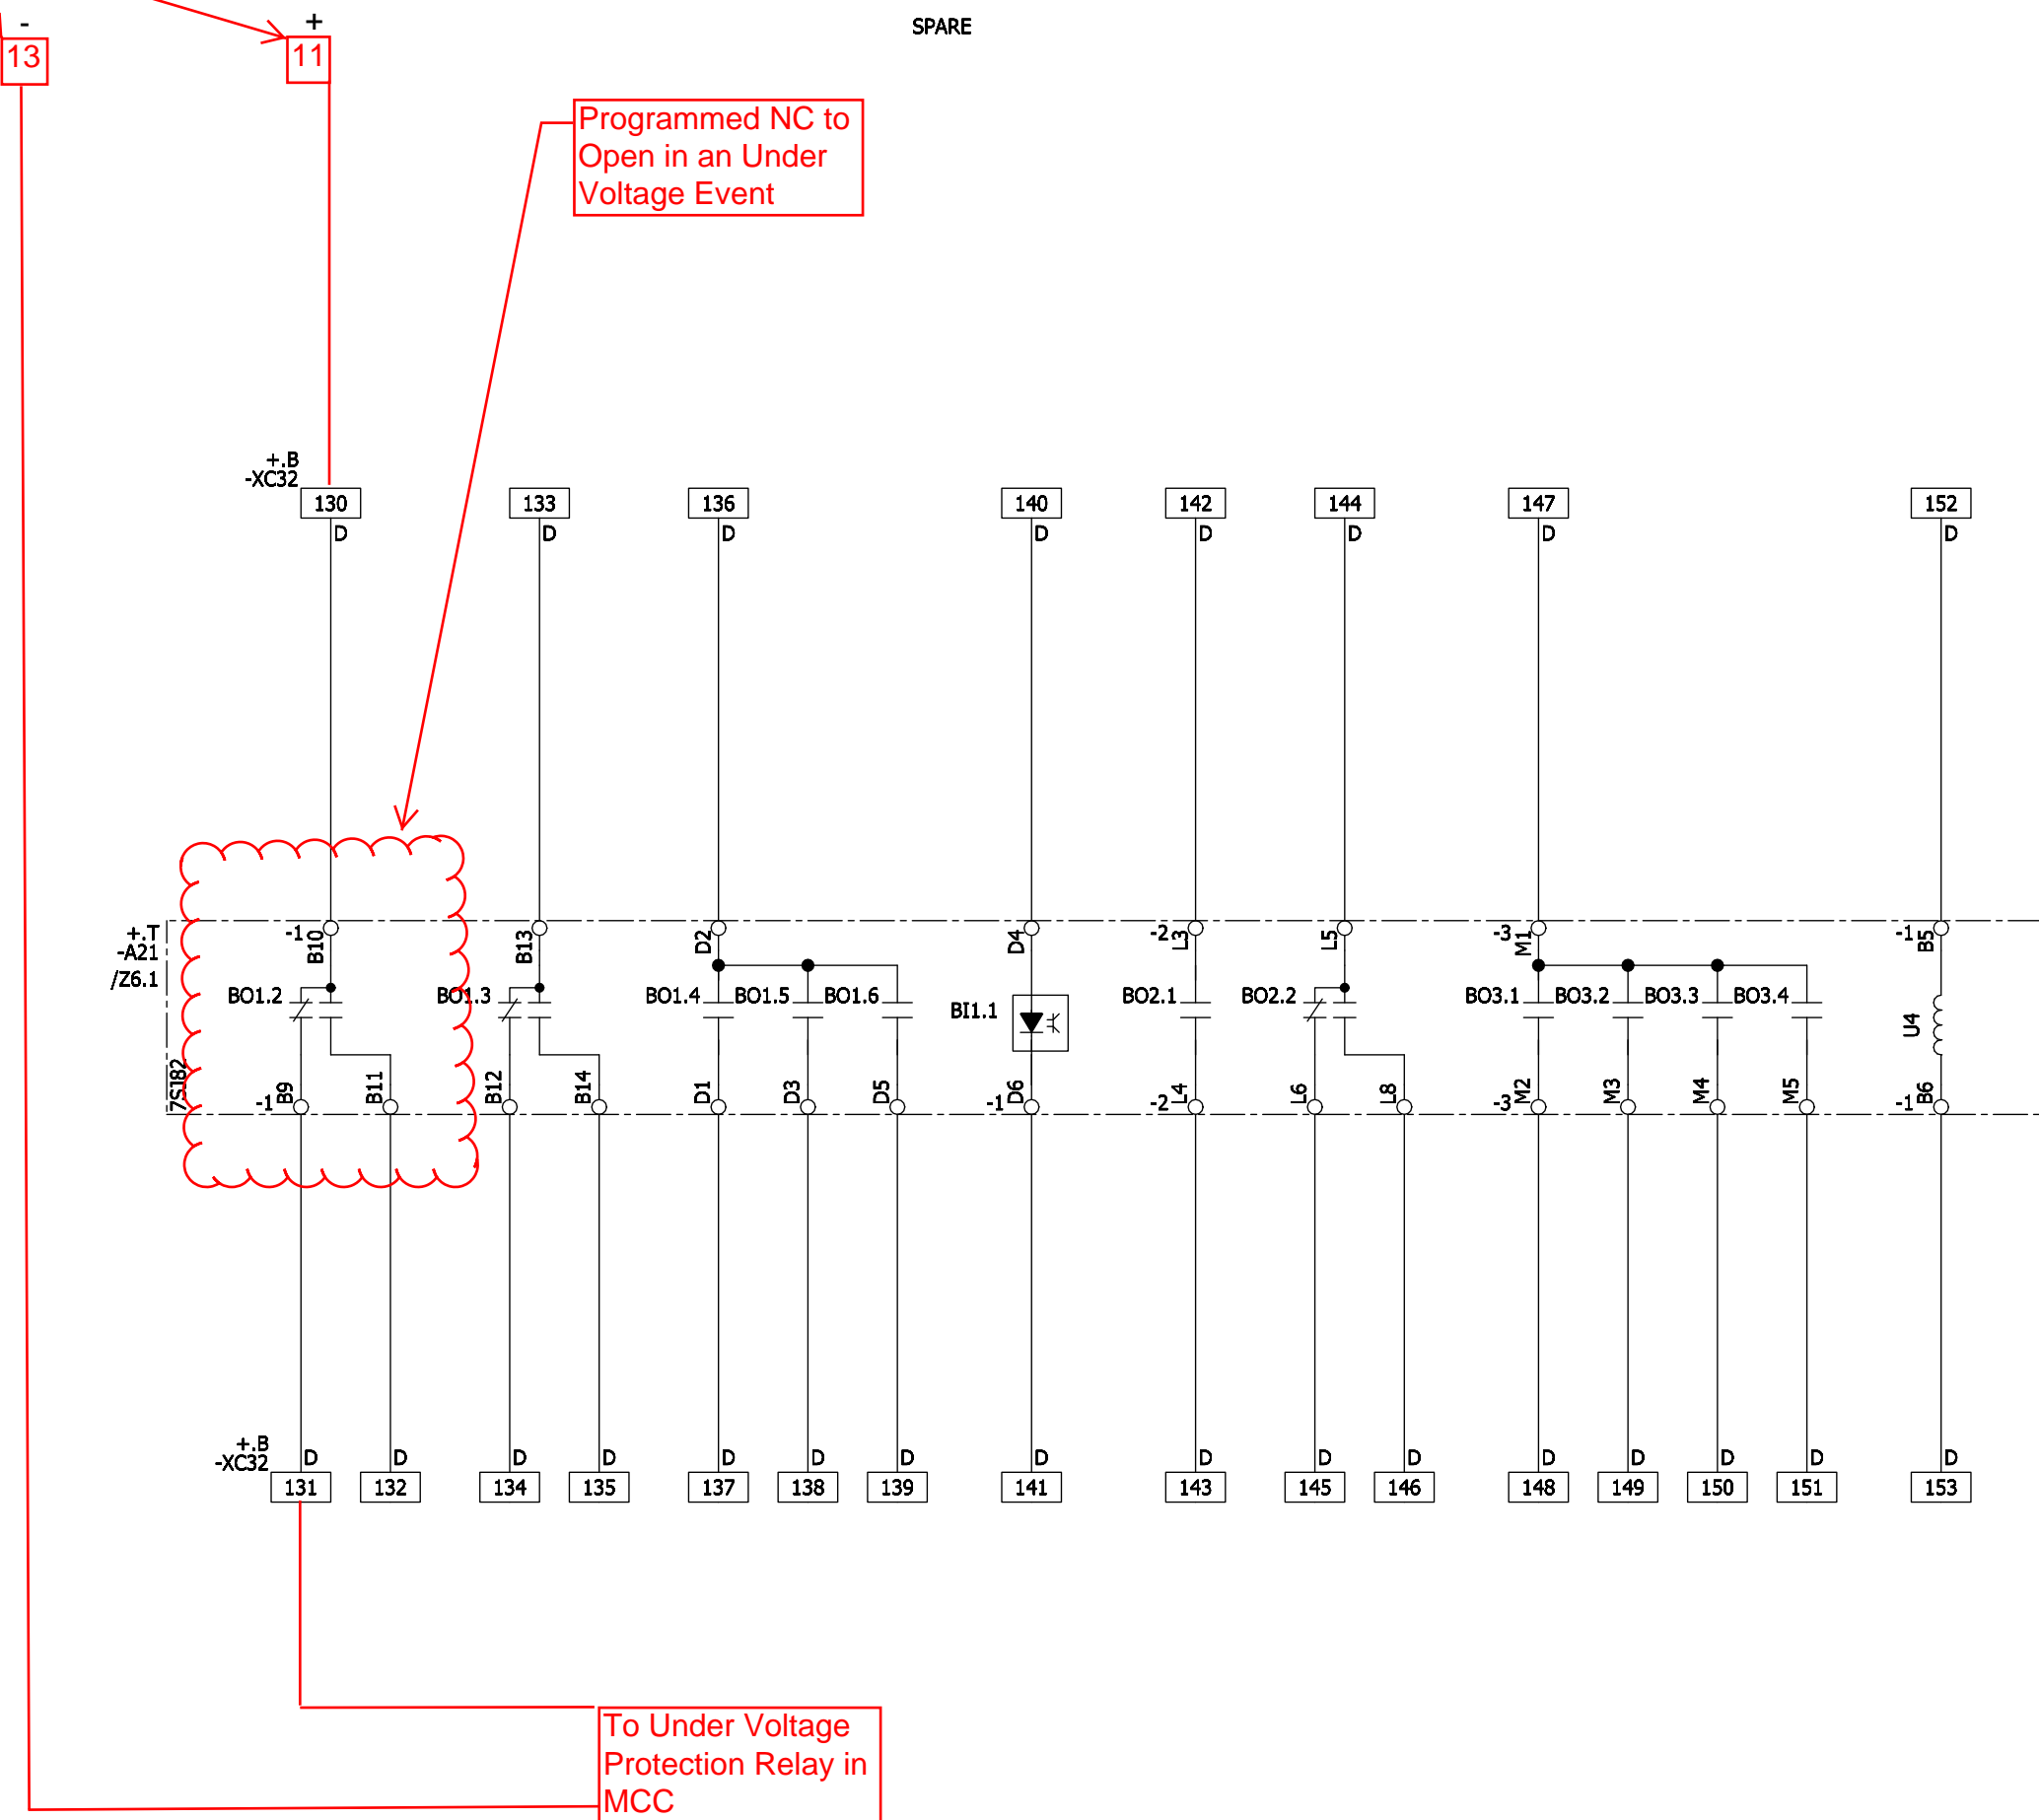 - + SPARE
13 11
Programmed NC to
Open in an Under
Voltage Event
+.B
-XC32
130 133 136 140 142 144 147 152
D D D D D D D D
+.T
-A21
/Z6.1
7SJ82
-1 B10 B13 D2 D4 -2 L3 L5 -3 M1 -1 B5
BO1.2 BO1.3 BO1.4 BO1.5 BO1.6 BI1.1 BO2.1 BO2.2 BO3.1 BO3.2 BO3.3 BO3.4 U4
-1 B9 B11 B12 B14 D1 D3 D5 -1 D6 -2 L4 L6 L8 -3 M2 M3 M4 M5 -1 B6
+.B
-XC32
D D D D D D D D D D D D D D D D
131 132 134 135 137 138 139 141 143 145 146 148 149 150 151 153
To Under Voltage
Protection Relay in
MCC